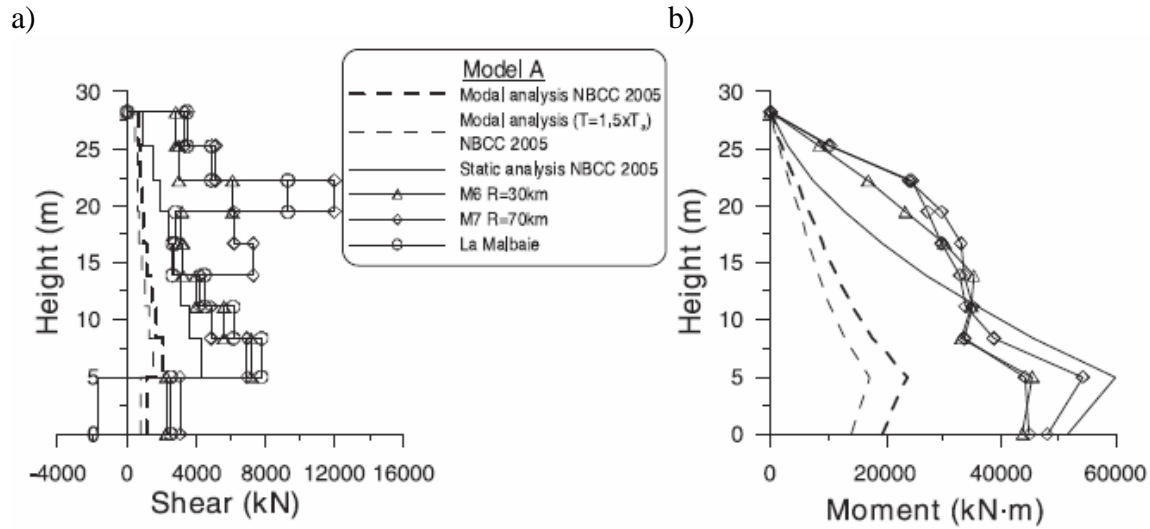 a)
b)
Model A
Modal analysis NBCC 2005
Modal analysis (T=1,5xTa)
NBCC 2005
Static analysis NBCC 2005
M6 R=30km
M7 R=70km
La Malbaie
30
25
20
15
10
5
0
Height (m)
-4000 0 4000 8000 12000 16000
Shear (kN)
30
25
20
15
10
5
0
Height (m)
0 20000 40000 60000
Moment (kN·m)